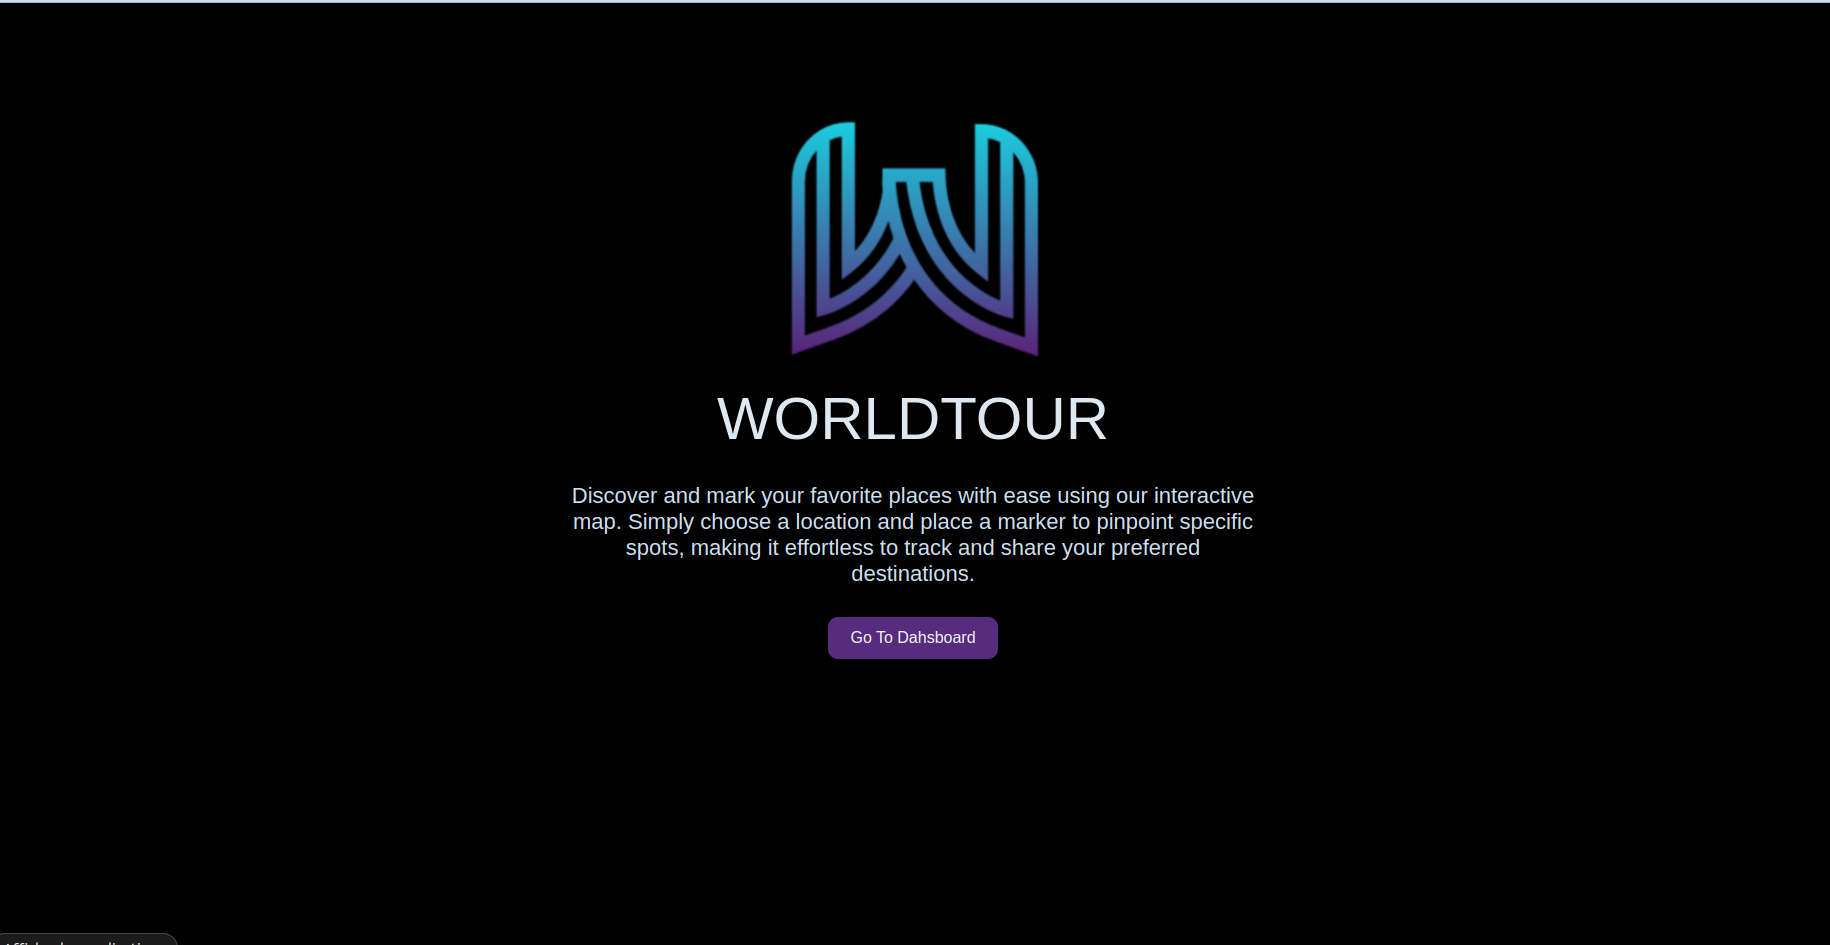 WORLDTOUR
Discover and mark your favorite places with ease using our interactive
map. Simply choose a location and place a marker to pinpoint specific
spots, making it effortless to track and share your preferred
destinations.
Go To Dahsboard